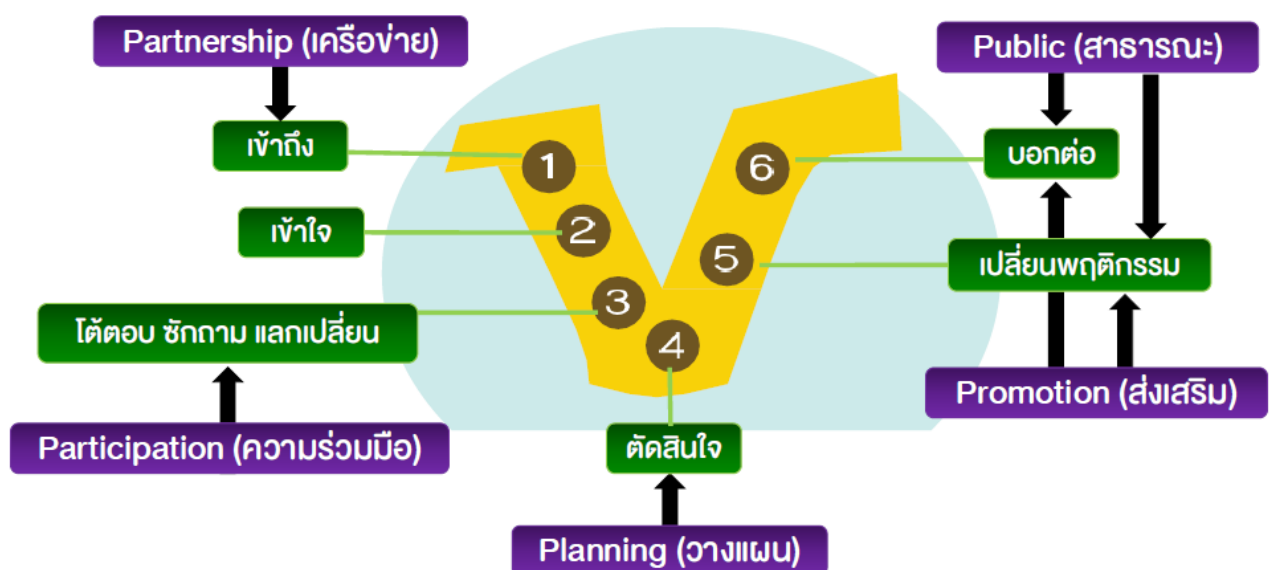 Partnership (เครือข่าย)
Public (สาธารณะ)
เข้าถึง
1
6
บอกต่อ
เข้าใจ
2
5
เปลี่ยนพฤติกรรม
3
โต้ตอบ ซักถาม แลกเปลี่ยน
4
Promotion (ส่งเสริม)
Participation (ความร่วมมือ)
ตัดสินใจ
Planning (วางแผน)